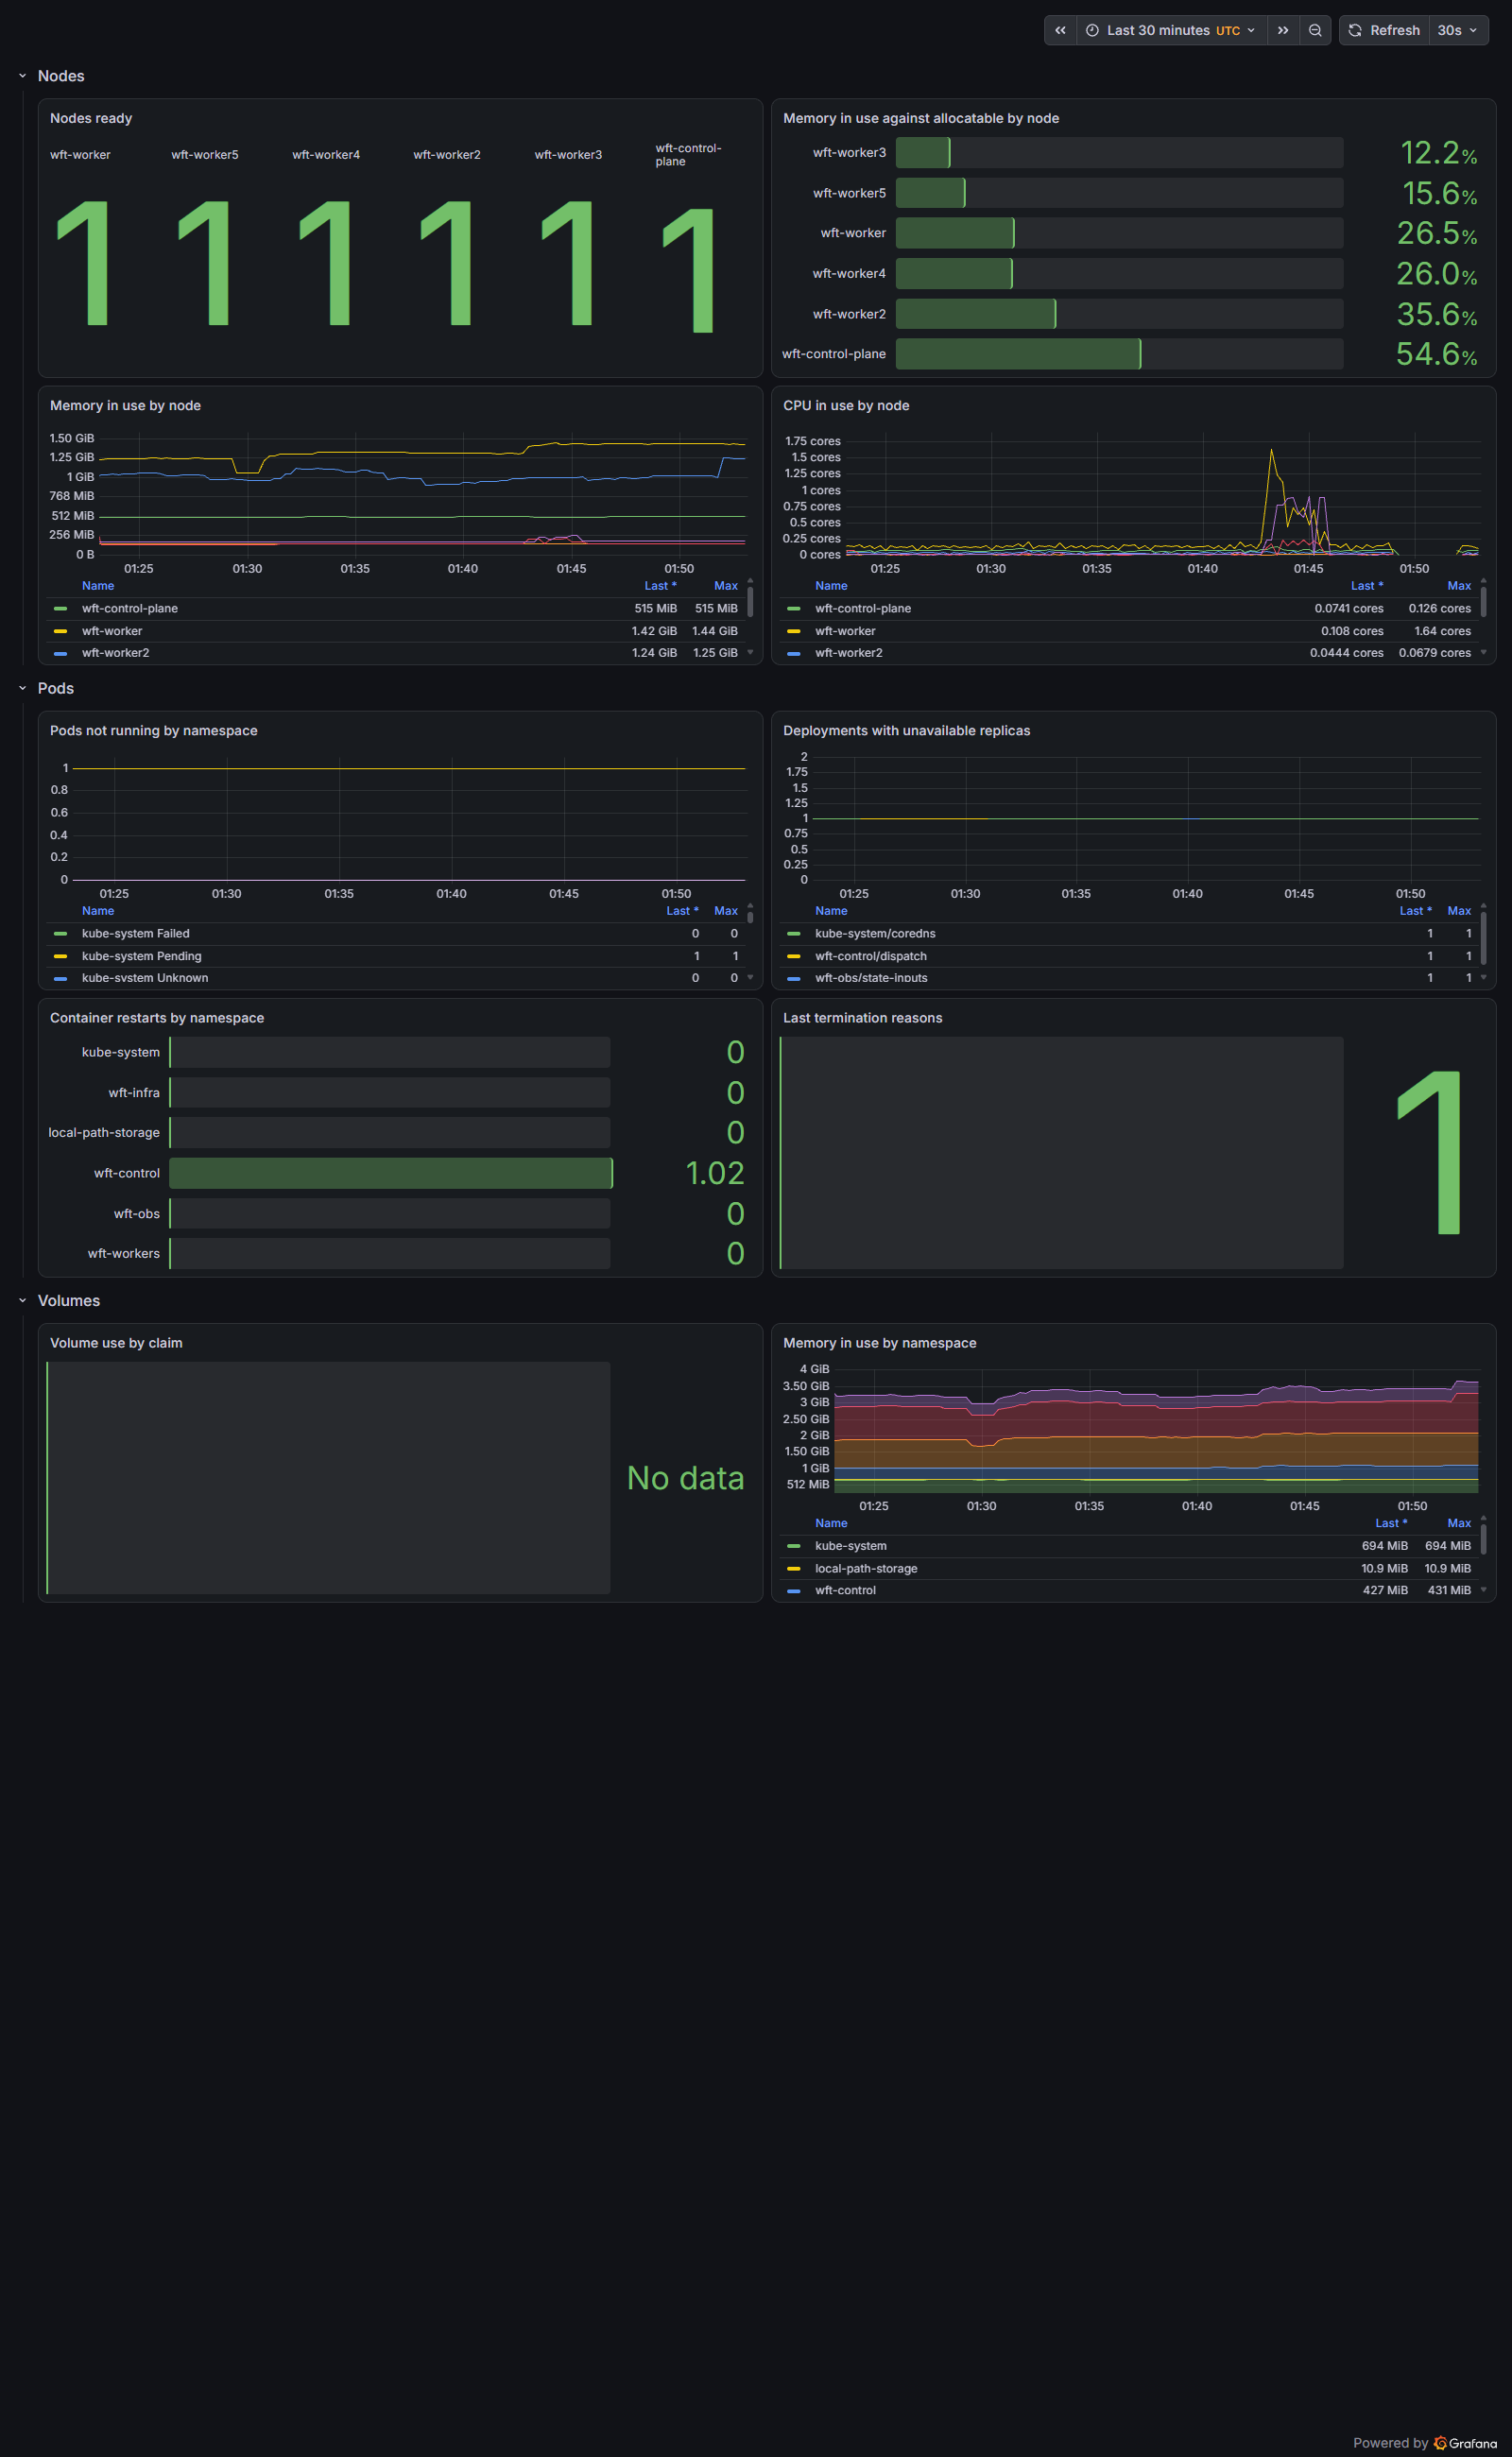 Last 30 minutes UTC
Refresh
30s
Nodes
Nodes ready
wft-worker
wft-worker5
wft-worker4
wft-worker2
wft-worker3
wft-control-
plane
1
1
1
1
1
1
Memory in use against allocatable by node
wft-worker3 12.2%
wft-worker5 15.6%
wft-worker 26.5%
wft-worker4 26.0%
wft-worker2 35.6%
wft-control-plane 54.6%
Memory in use by node
1.50 GiB
1.25 GiB
1 GiB
768 MiB
512 MiB
256 MiB
0 B
01:25 01:30 01:35 01:40 01:45 01:50
Name Last * Max
wft-control-plane 515 MiB 515 MiB
wft-worker 1.42 GiB 1.44 GiB
wft-worker2 1.24 GiB 1.25 GiB
CPU in use by node
1.75 cores
1.5 cores
1.25 cores
1 cores
0.75 cores
0.5 cores
0.25 cores
0 cores
01:25 01:30 01:35 01:40 01:45 01:50
Name Last * Max
wft-control-plane 0.0741 cores 0.126 cores
wft-worker 0.108 cores 1.64 cores
wft-worker2 0.0444 cores 0.0679 cores
Pods
Pods not running by namespace
1
0.8
0.6
0.4
0.2
0
01:25 01:30 01:35 01:40 01:45 01:50
Name Last * Max
kube-system Failed 0 0
kube-system Pending 1 1
kube-system Unknown 0 0
Deployments with unavailable replicas
2
1.75
1.5
1.25
1
0.75
0.5
0.25
0
01:25 01:30 01:35 01:40 01:45 01:50
Name Last * Max
kube-system/coredns 1 1
wft-control/dispatch 1 1
wft-obs/state-inputs 1 1
Container restarts by namespace
kube-system 0
wft-infra 0
local-path-storage 0
wft-control 1.02
wft-obs 0
wft-workers 0
Last termination reasons
1
Volumes
Volume use by claim
No data
Memory in use by namespace
4 GiB
3.50 GiB
3 GiB
2.50 GiB
2 GiB
1.50 GiB
1 GiB
512 MiB
01:25 01:30 01:35 01:40 01:45 01:50
Name Last * Max
kube-system 694 MiB 694 MiB
local-path-storage 10.9 MiB 10.9 MiB
wft-control 427 MiB 431 MiB
Powered by Grafana